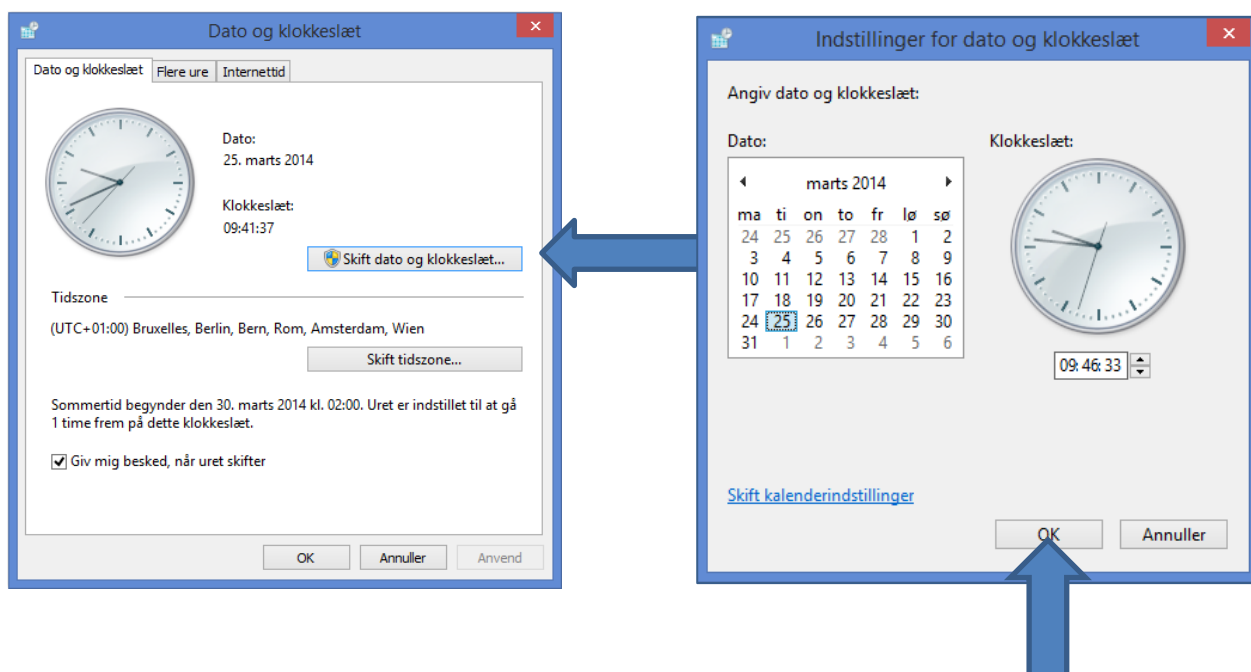 Dato og klokkeslæt
Dato og klokkeslæt Flere ure Internettid
Dato:
25. marts 2014
Klokkeslæt:
09:41:37
Skift dato og klokkeslæt...
Tidszone
(UTC+01:00) Bruxelles, Berlin, Bern, Rom, Amsterdam, Wien
Skift tidszone...
Sommertid begynder den 30. marts 2014 kl. 02:00. Uret er indstillet til at gå
1 time frem på dette klokkeslæt.
Giv mig besked, når uret skifter
OK Annuller Anvend
Indstillinger for dato og klokkeslæt
Angiv dato og klokkeslæt:
Dato:
marts 2014
ma ti on to fr lø sø
24 25 26 27 28 1 2
3 4 5 6 7 8 9
10 11 12 13 14 15 16
17 18 19 20 21 22 23
24 25 26 27 28 29 30
31 1 2 3 4 5 6
Klokkeslæt:
09:46:33
Skift kalenderindstillinger
OK Annuller